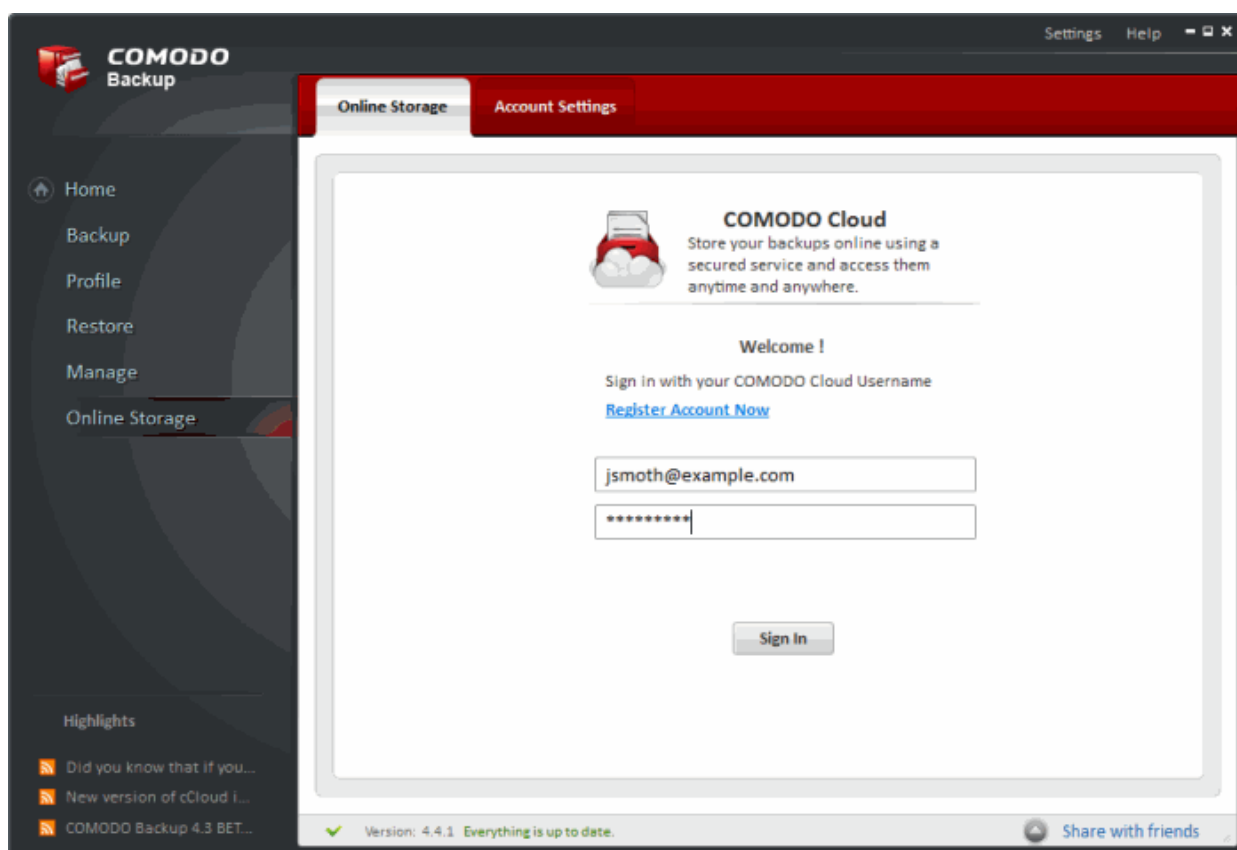 Settings Help
COMODO
Backup
Online Storage Account Settings
Home
Backup
Profile
Restore
Manage
Online Storage
COMODO Cloud
Store your backups online using a
secured service and access them
anytime and anywhere.
Welcome !
Sign in with your COMODO Cloud Username
Register Account Now
jsmoth@example.com
*********
Sign In
Highlights
Did you know that if you...
New version of cCloud i...
COMODO Backup 4.3 BET...
Version: 4.4.1 Everything is up to date.
Share with friends